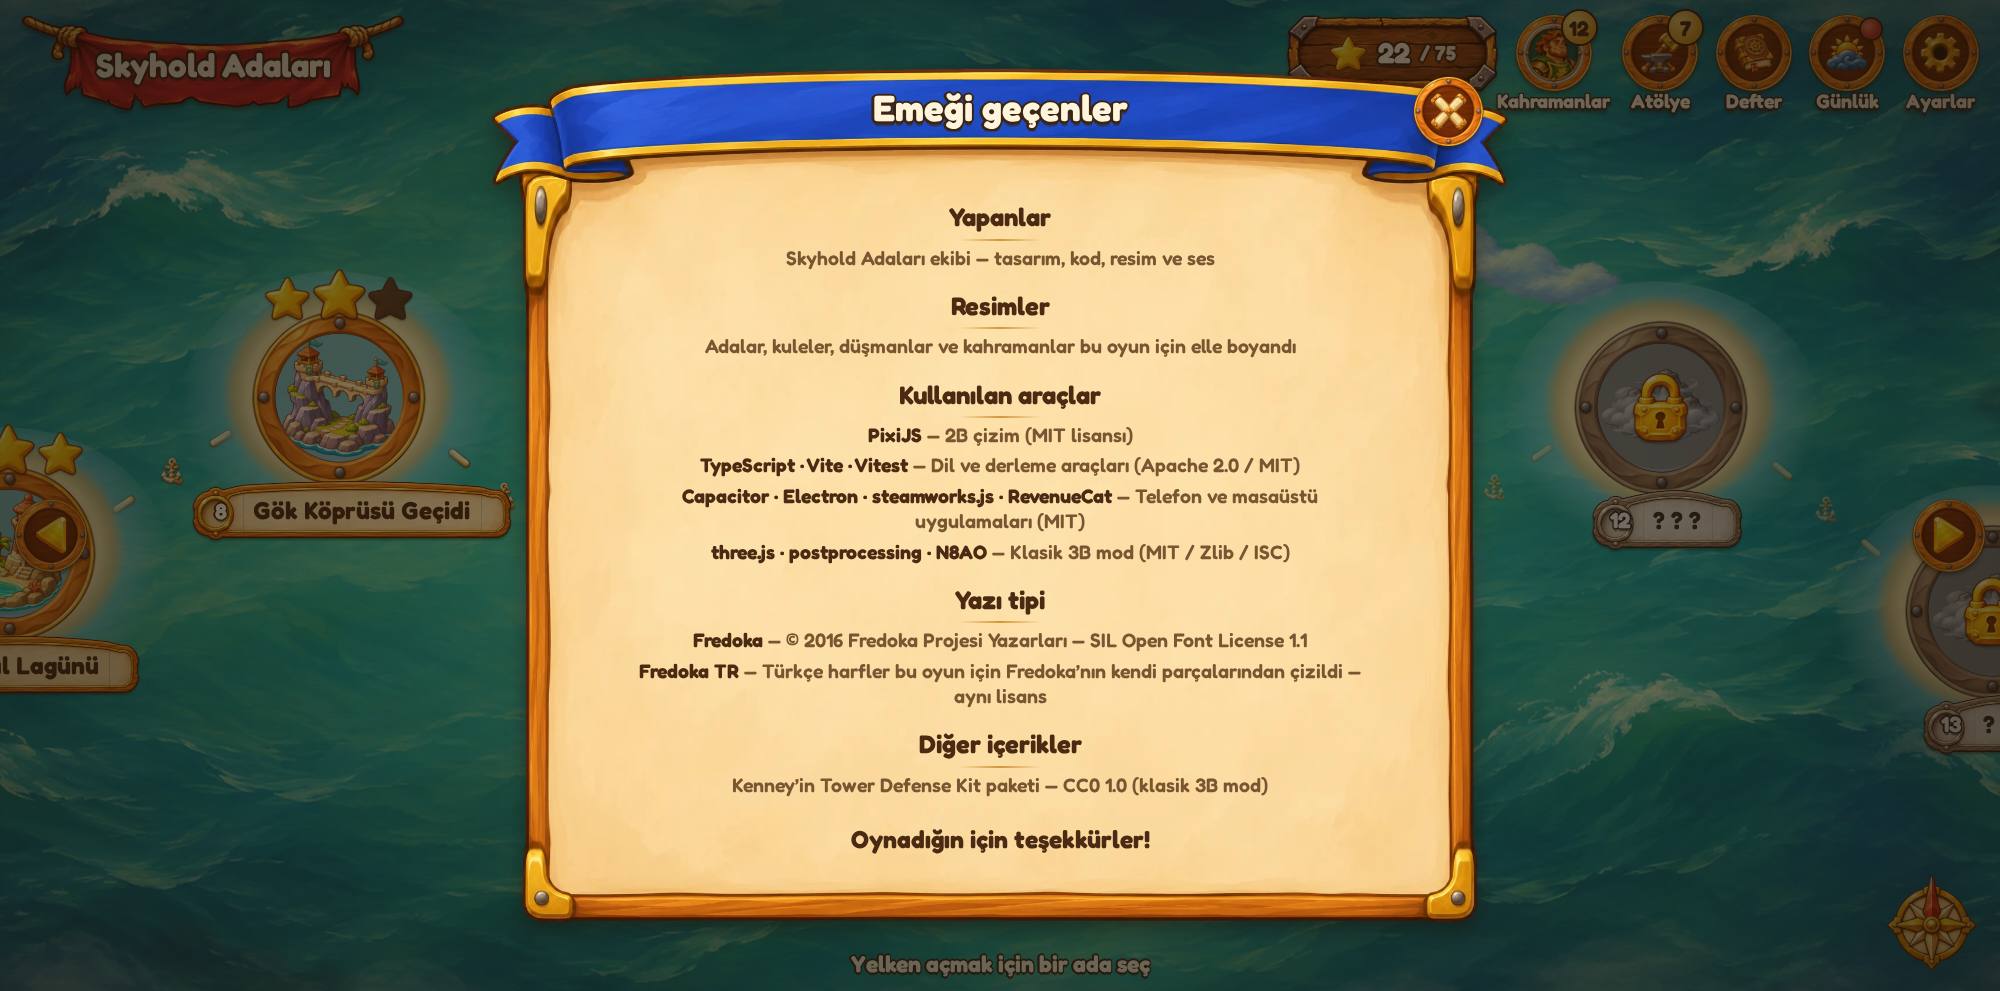 Skyhold Adaları
22 / 75
12
7
Kahramanlar
Atölye
Defter
Günlük
Ayarlar
Emeği geçenler
Yapanlar
Skyhold Adaları ekibi — tasarım, kod, resim ve ses
Resimler
Adalar, kuleler, düşmanlar ve kahramanlar bu oyun için elle boyandı
Kullanılan araçlar
PixiJS — 2B çizim (MIT lisansı)
TypeScript · Vite · Vitest — Dil ve derleme araçları (Apache 2.0 / MIT)
Capacitor · Electron · steamworks.js · RevenueCat — Telefon ve masaüstü
uygulamaları (MIT)
three.js · postprocessing · N8AO — Klasik 3B mod (MIT / Zlib / ISC)
Yazı tipi
Fredoka — © 2016 Fredoka Projesi Yazarları — SIL Open Font License 1.1
Fredoka TR — Türkçe harfler bu oyun için Fredoka’nın kendi parçalarından çizildi —
aynı lisans
Diğer içerikler
Kenney’in Tower Defense Kit paketi — CC0 1.0 (klasik 3B mod)
Oynadığın için teşekkürler!
8 Gök Köprüsü Geçidi
Lagünü
12 ? ? ?
13 ?
Yelken açmak için bir ada seç